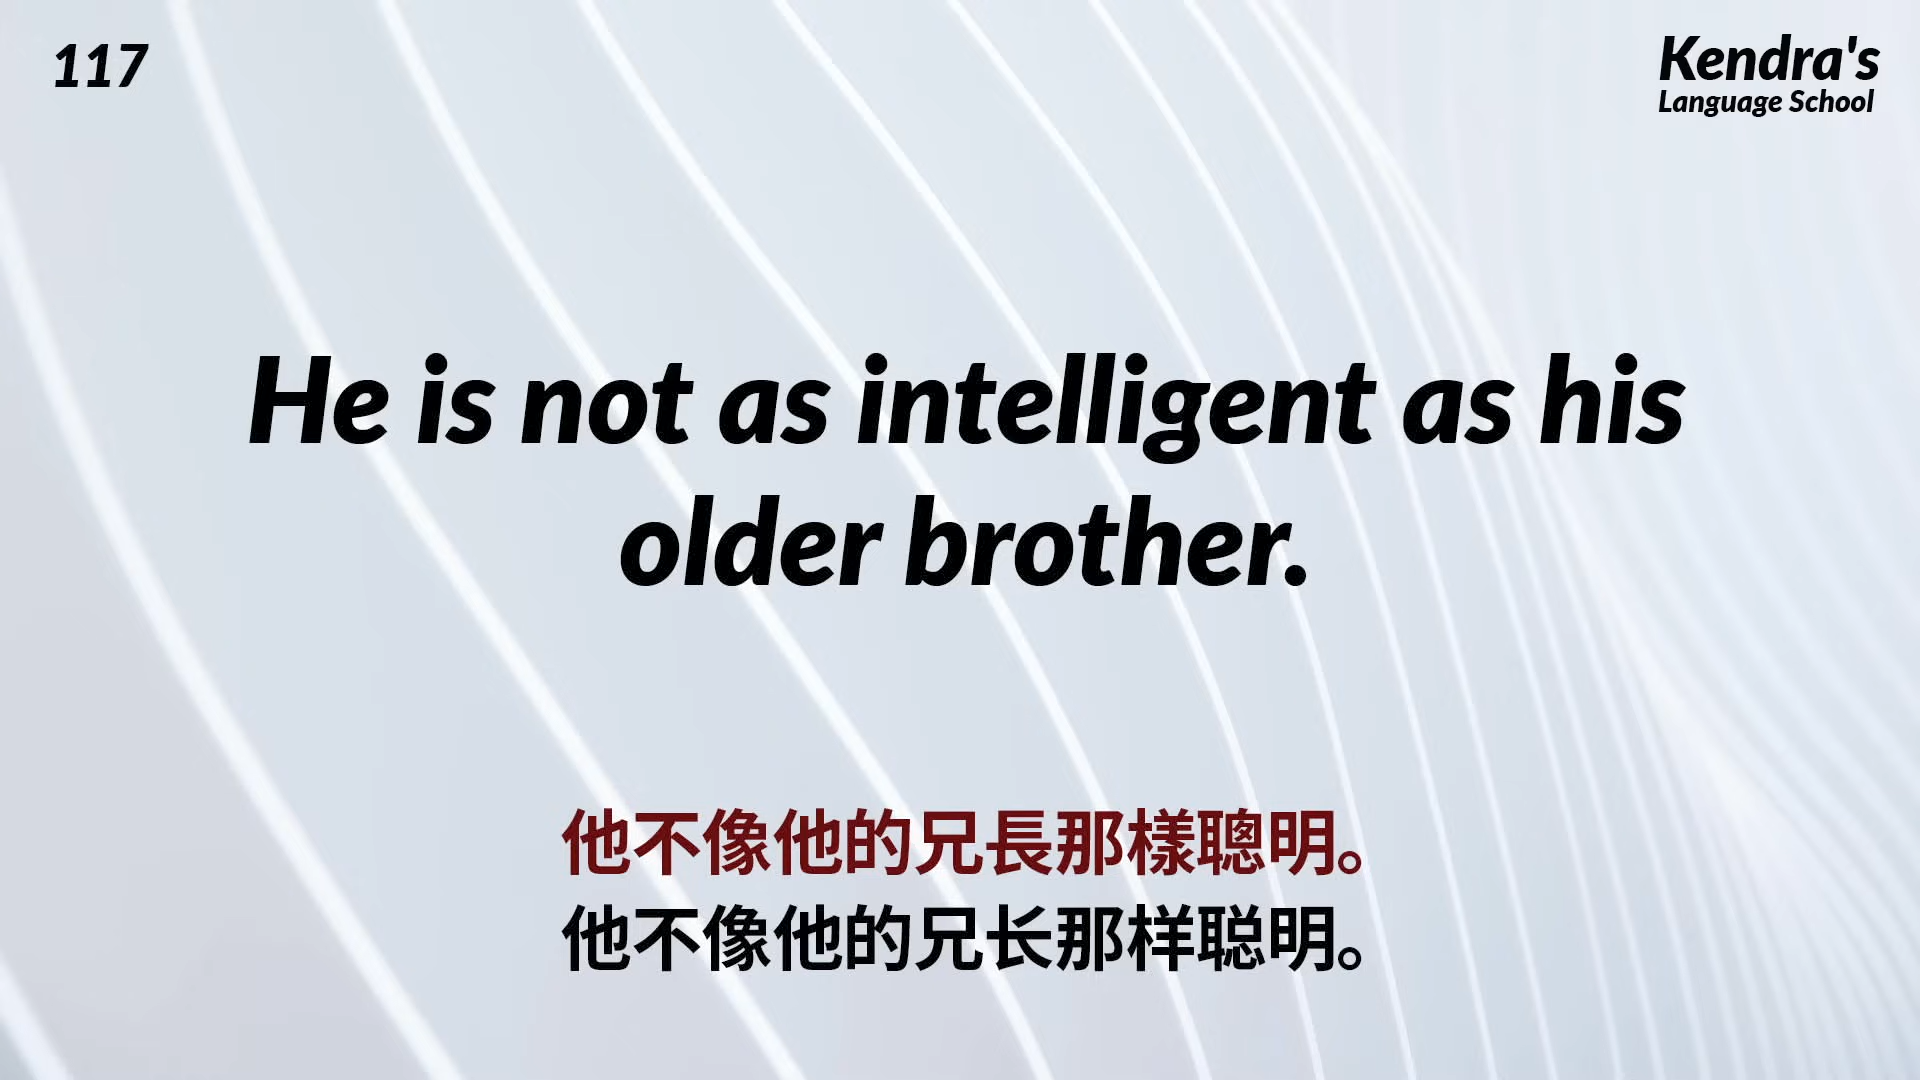 117
Kendra's
Language School
He is not as intelligent as his
older brother.
他不像他的兄長那樣聰明。
他不像他的兄长那样聪明。